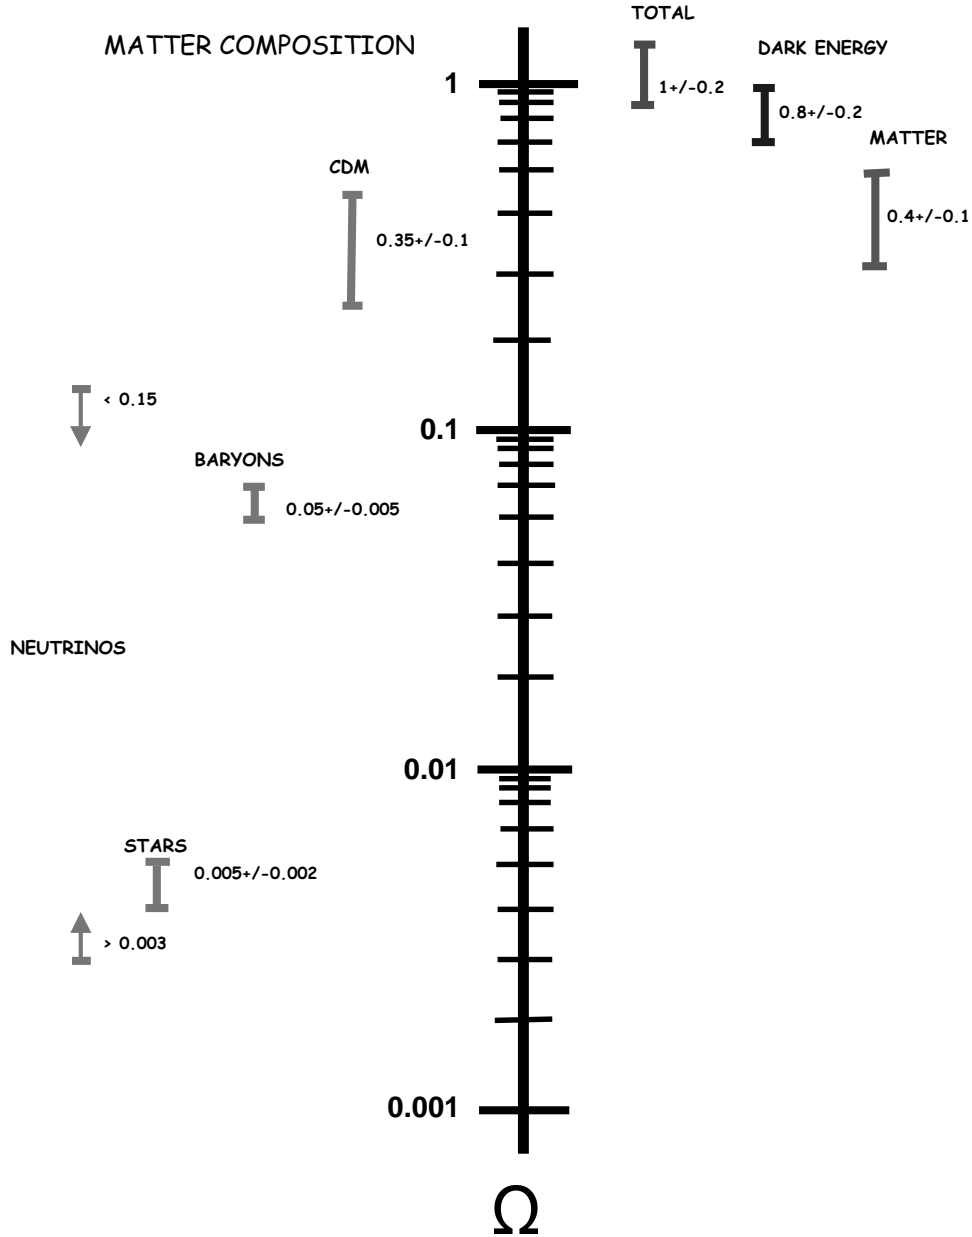 TOTAL
MATTER COMPOSITION
DARK ENERGY
1
1+/-0.2
0.8+/-0.2
MATTER
CDM
0.4+/-0.1
0.35+/-0.1
< 0.15
0.1
BARYONS
0.05+/-0.005
NEUTRINOS
0.01
STARS
0.005+/-0.002
> 0.003
0.001
Ω